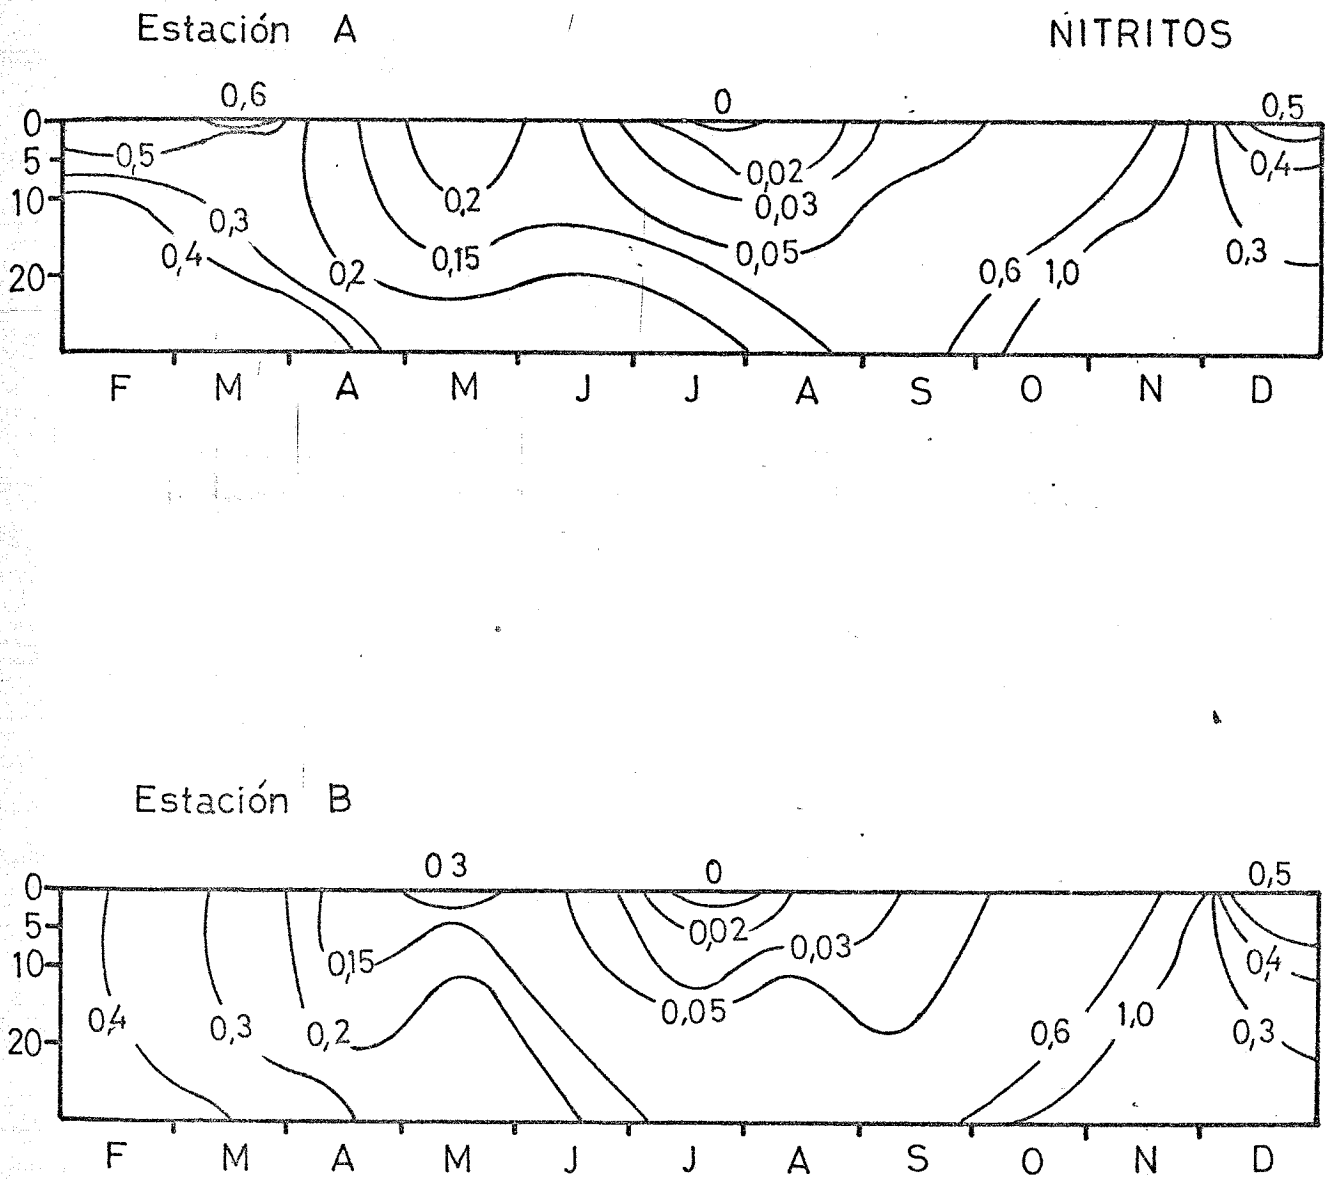 Estación A NITRITOS
0,6 0 0,5
0
5 0,5 0,02 0,4
10 0,3 0,2 0,03
0,4 0,2 0,15 0,05 0,6 1,0 0,3
20
F M A M J J A S O N D
Estación B
0 3 0 0,5
0
5 0,02 0,03
10 0,15 0,4
0,4 0,3 0,2 0,05 0,6 1,0 0,3
20
F M A M J J A S O N D